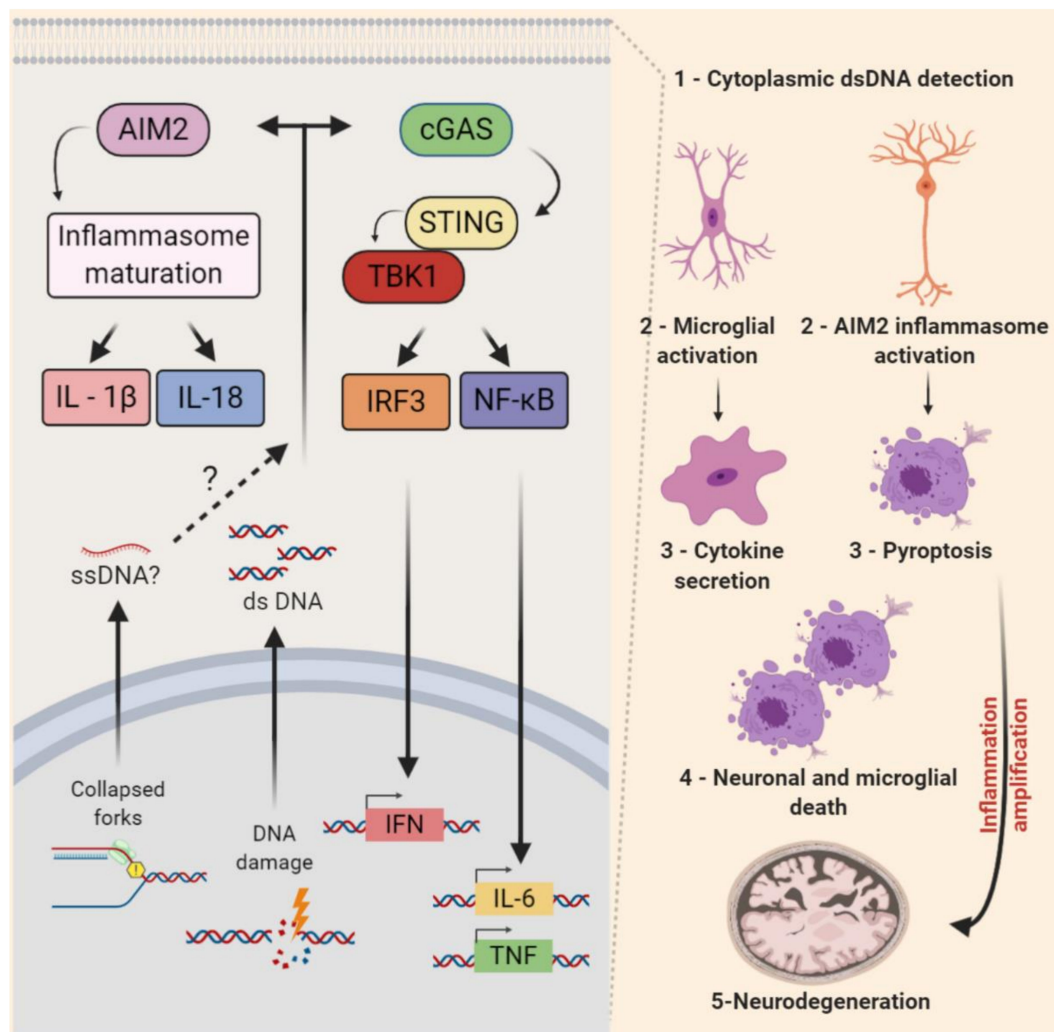 AIM2
cGAS
Inflammasome
maturation
STING
TBK1
IL - 1β
IL-18
IRF3
NF-κB
?
ssDNA?
ds DNA
Collapsed
forks
!
DNA
damage
IFN
IL-6
TNF
1 - Cytoplasmic dsDNA detection
2 - Microglial
activation
2 - AIM2 inflammasome
activation
3 - Cytokine
secretion
3 - Pyroptosis
4 - Neuronal and microglial
death
Inflammation
amplification
5-Neurodegeneration